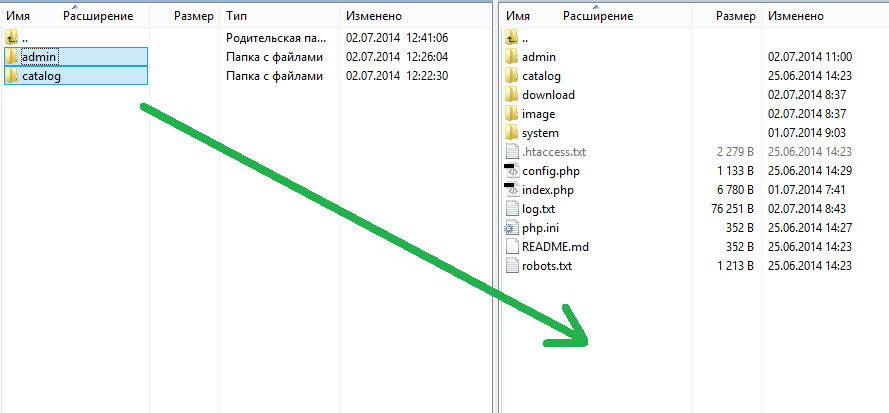 Имя Расширение Размер Тип Изменено
.. Родительская па... 02.07.2014 12:41:06
admin Папка с файлами 02.07.2014 12:26:04
catalog Папка с файлами 02.07.2014 12:22:30
Имя Расширение Размер Изменено
..
admin 02.07.2014 11:00
catalog 25.06.2014 14:23
download 02.07.2014 8:37
image 02.07.2014 8:37
system 01.07.2014 9:03
.htaccess.txt 2 279 B 25.06.2014 14:23
config.php 1 133 B 25.06.2014 14:29
index.php 6 780 B 01.07.2014 7:41
log.txt 76 251 B 02.07.2014 8:43
php.ini 352 B 25.06.2014 14:27
README.md 352 B 25.06.2014 14:23
robots.txt 1 213 B 25.06.2014 14:23